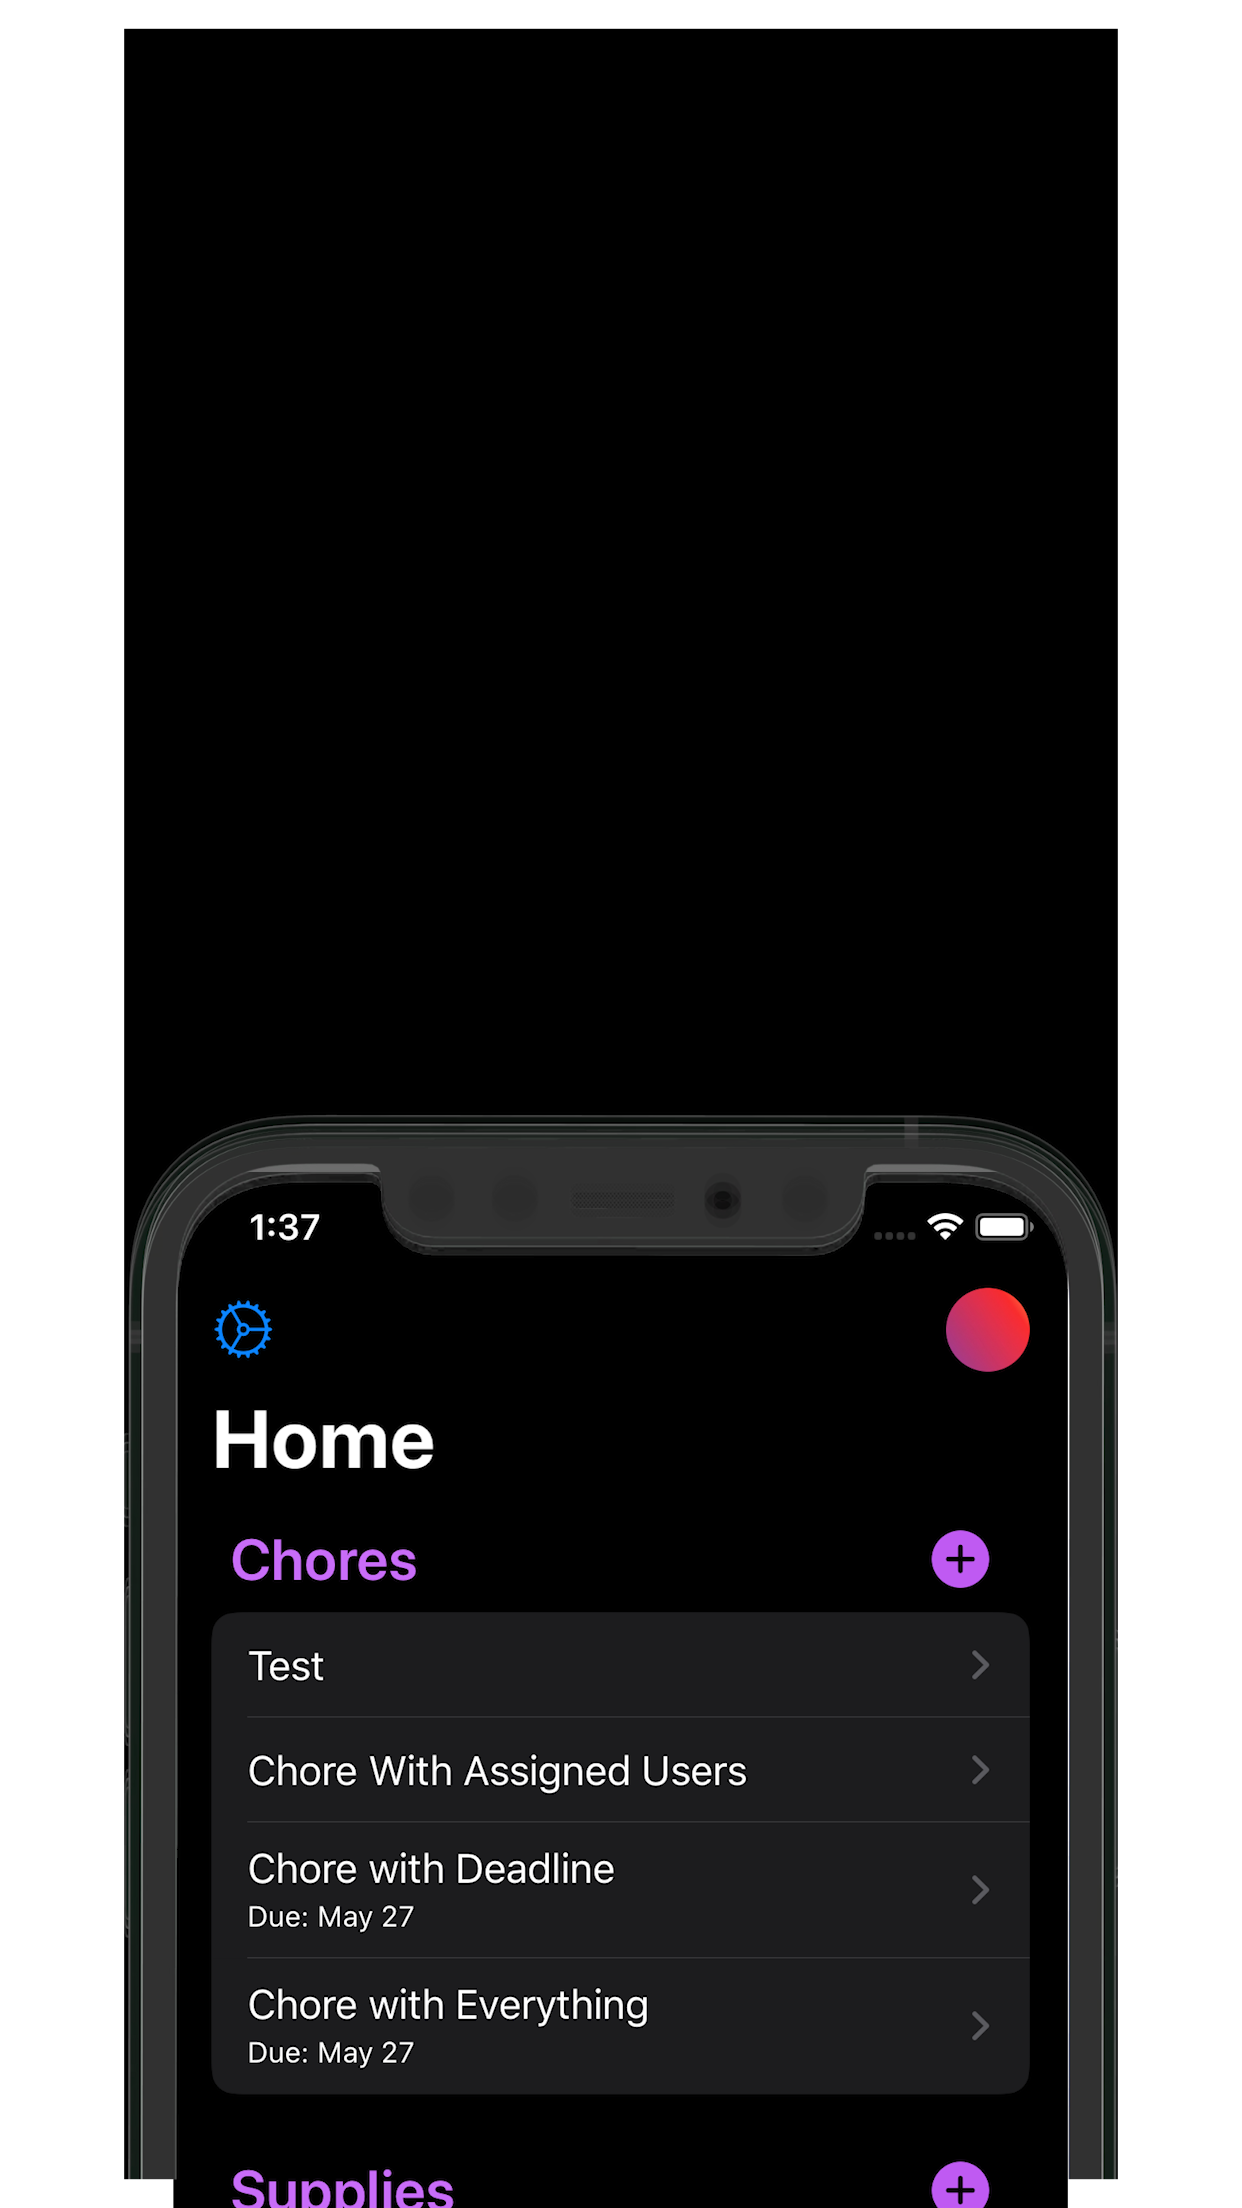 1:37
Home
Chores
Test
Chore With Assigned Users
Chore with Deadline
Due: May 27
Chore with Everything
Due: May 27
Supplies